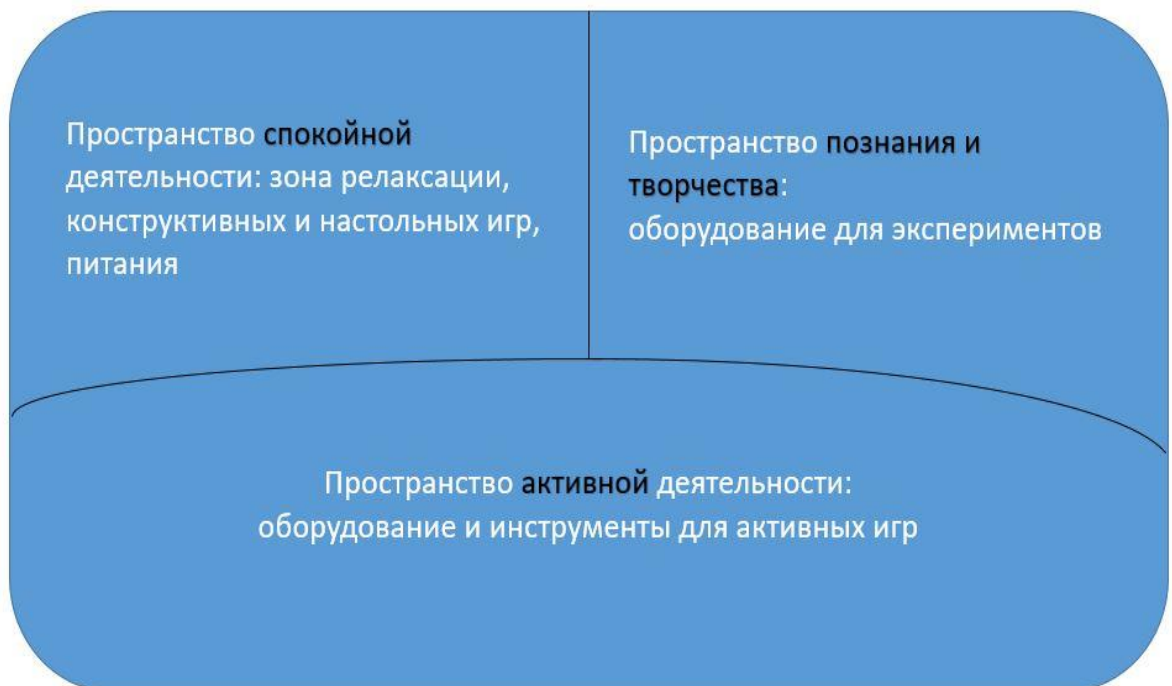 Пространство спокойной
деятельности: зона релаксации,
конструктивных и настольных игр,
питания
Пространство познания и
творчества:
оборудование для экспериментов
Пространство активной деятельности:
оборудование и инструменты для активных игр